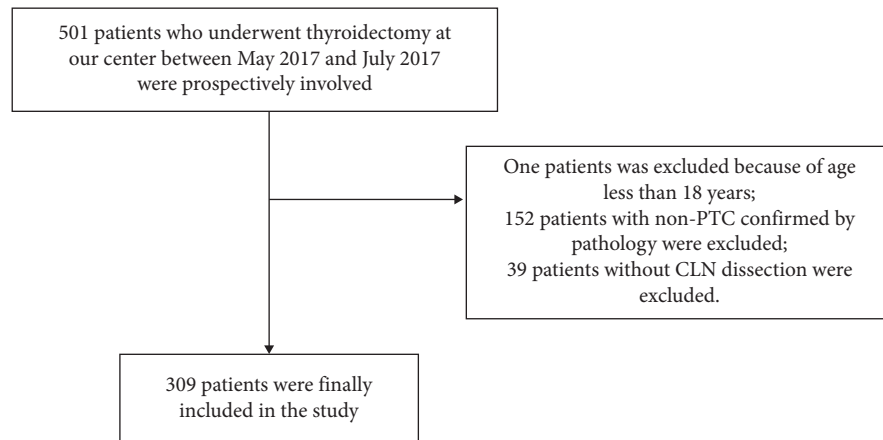 501 patients who underwent thyroidectomy at
our center between May 2017 and July 2017
were prospectively involved
One patients was excluded because of age
less than 18 years;
152 patients with non-PTC confirmed by
pathology were excluded;
39 patients without CLN dissection were
excluded.
309 patients were finally
included in the study